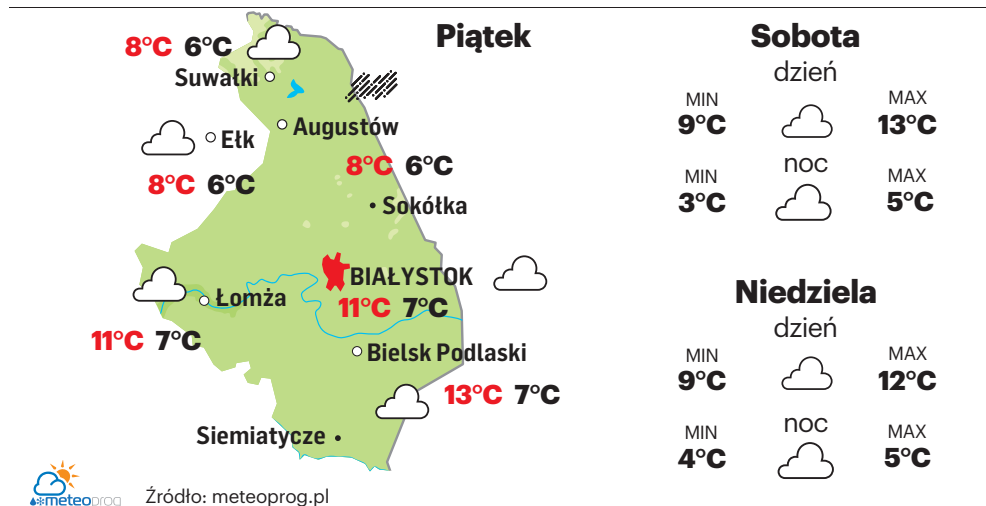 Piątek
8°C 6°C
Suwałki
Augustów
Ełk
8°C 6°C
8°C 6°C
Sokółka
BIAŁYSTOK
11°C 7°C
Łomża
11°C 7°C
Bielsk Podlaski
13°C 7°C
Siemiatycze
meteoprog
Źródło: meteoprog.pl
Sobota
dzień
MIN MAX
9°C 13°C
noc
MIN MAX
3°C 5°C
Niedziela
dzień
MIN MAX
9°C 12°C
noc
MIN MAX
4°C 5°C